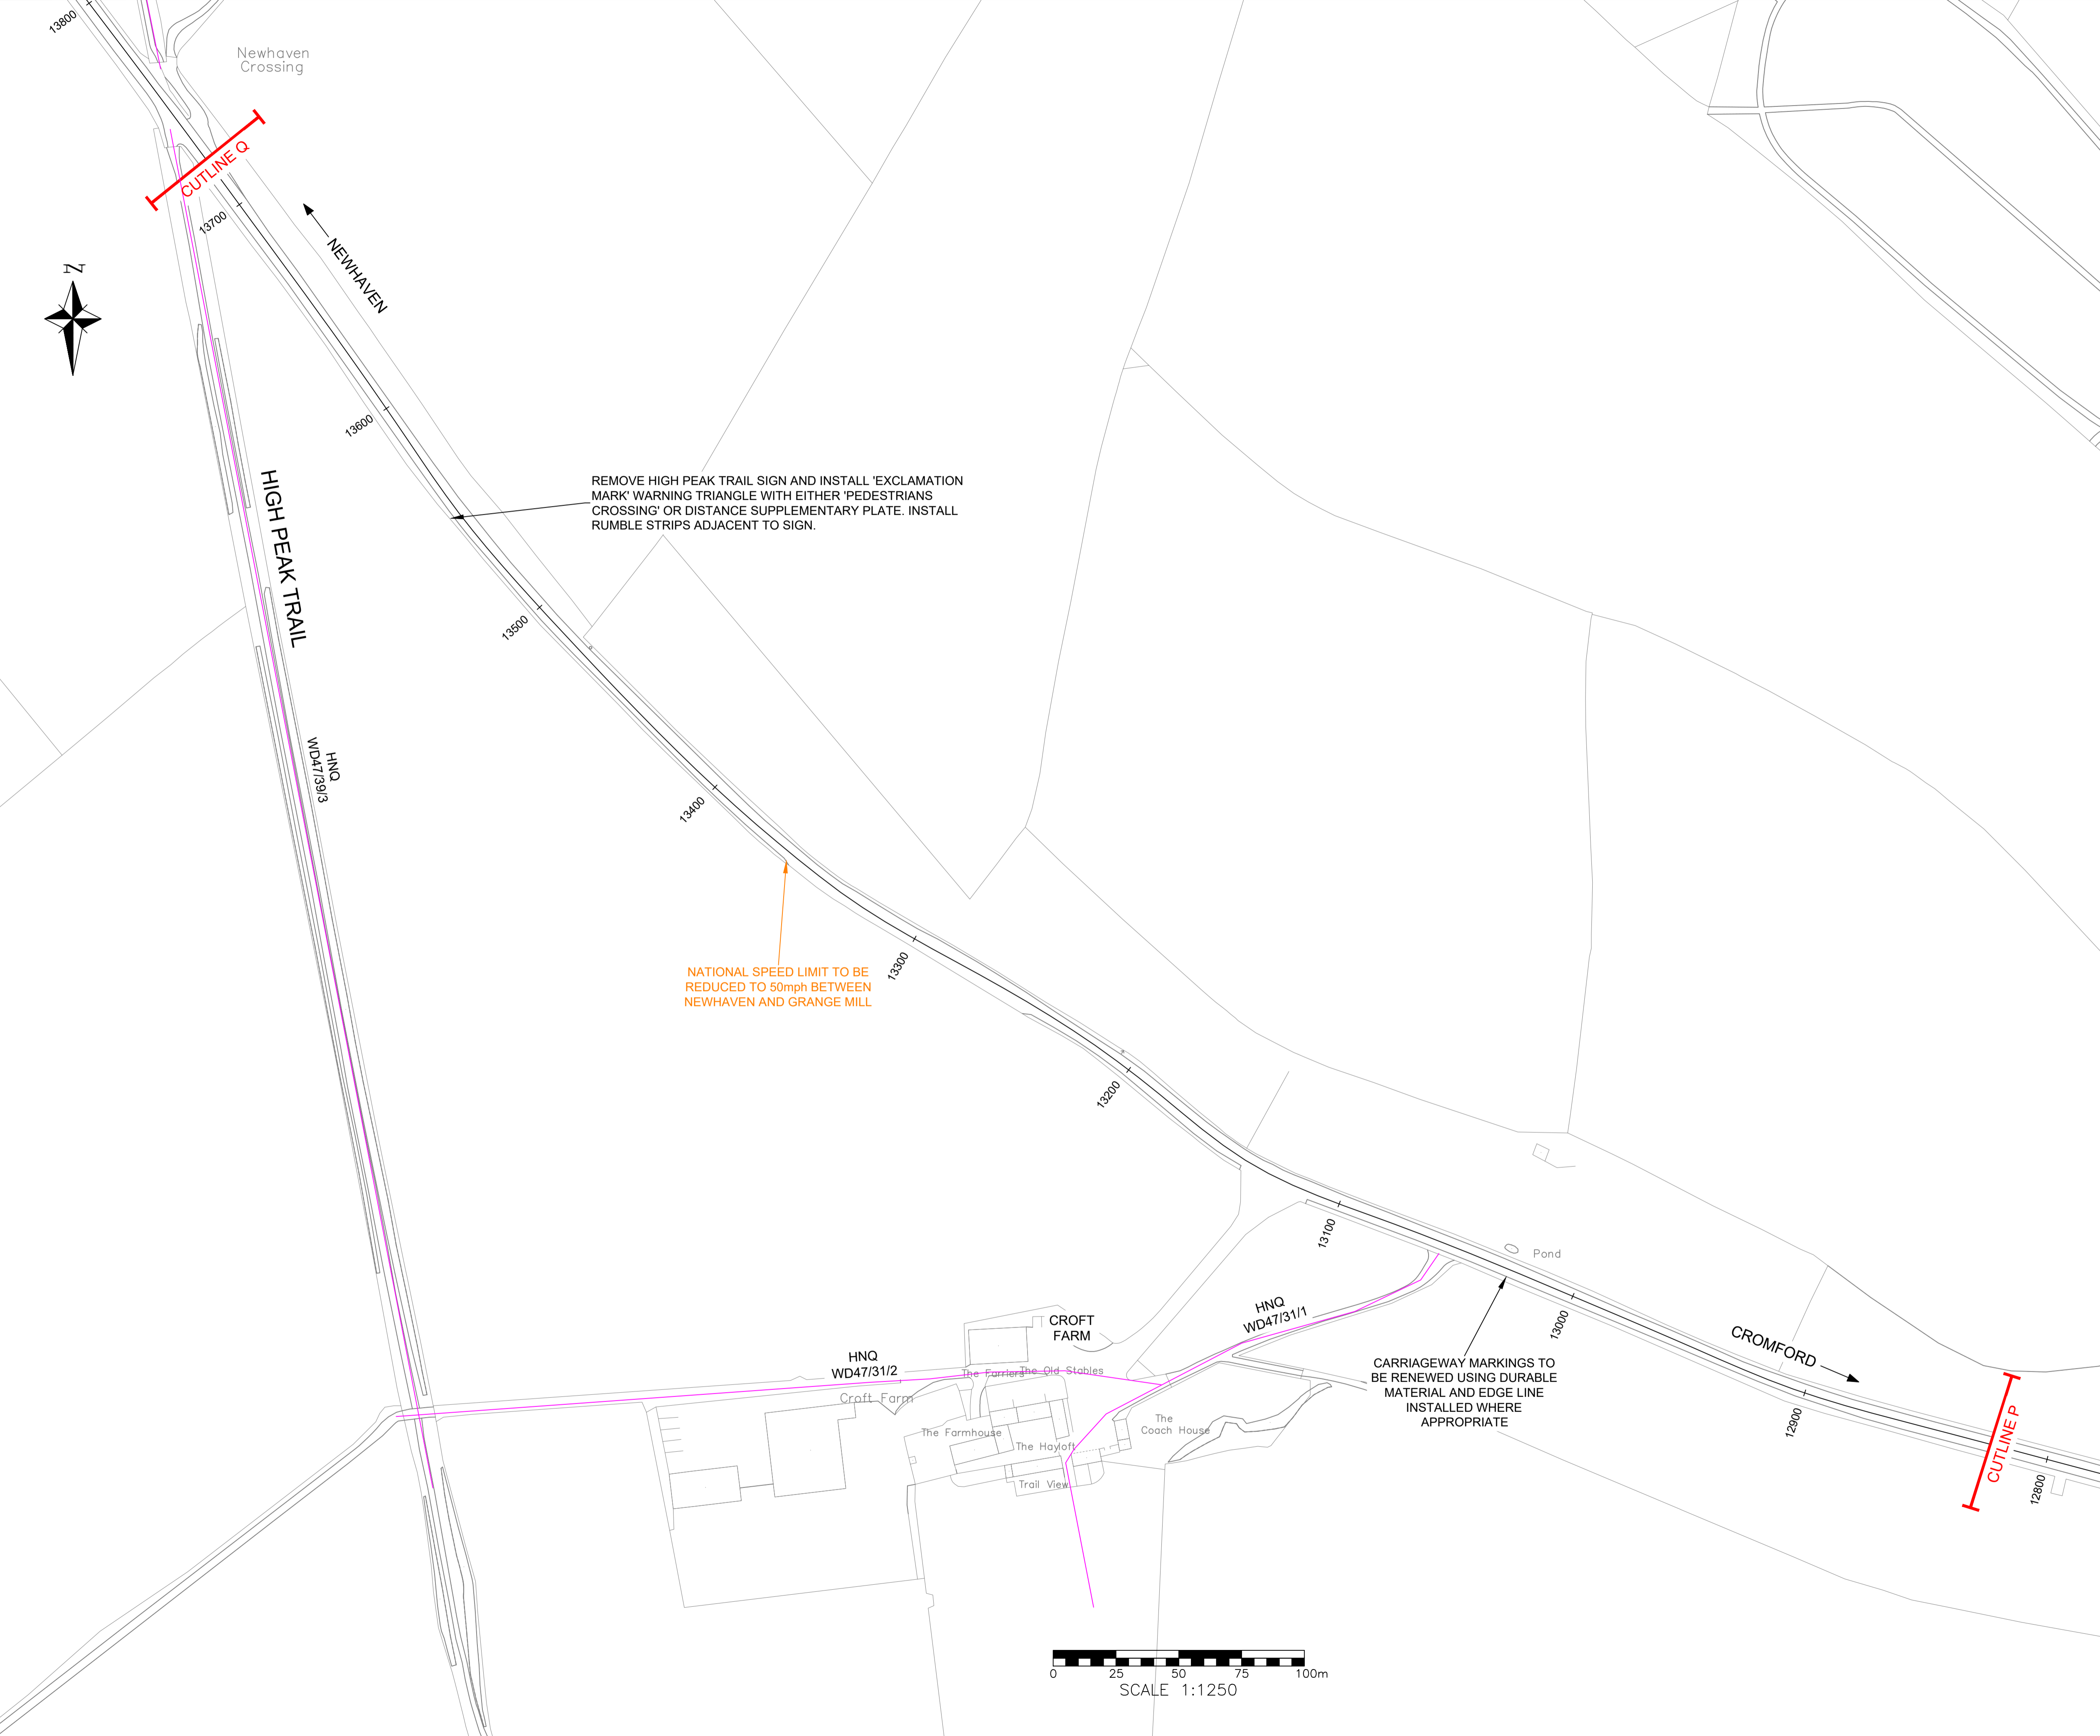 13800
Newhaven
Crossing
CUTLINE Q
13700
NEWHAVEN
N
13600
HIGH PEAK TRAIL
REMOVE HIGH PEAK TRAIL SIGN AND INSTALL 'EXCLAMATION
MARK' WARNING TRIANGLE WITH EITHER 'PEDESTRIANS
CROSSING' OR DISTANCE SUPPLEMENTARY PLATE. INSTALL
RUMBLE STRIPS ADJACENT TO SIGN.
13500
HNQ
WD47/39/3
13400
NATIONAL SPEED LIMIT TO BE
REDUCED TO 50mph BETWEEN
NEWHAVEN AND GRANGE MILL
13300
13200
13100
Pond
13000
HNQ
WD47/31/1
CROFT
FARM
CROMFORD
HNQ
WD47/31/2
CARRIAGEWAY MARKINGS TO
BE RENEWED USING DURABLE
MATERIAL AND EDGE LINE
INSTALLED WHERE
APPROPRIATE
The Farriers
The Old Stables
Croft Farm
The Farmhouse
The Hayloft
The
Coach House
Trail View
12900
CUTLINE P
12800
0 25 50 75 100m
SCALE 1:1250